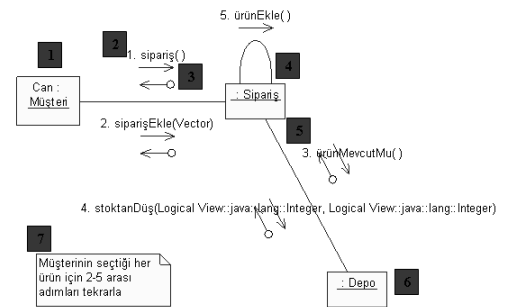 5. ürünEkle( )
2
1
1. sipariş( )
3
4
Can :
Müşteri
: Sipariş
2. siparişEkle(Vector)
5
3. ürünMevcutMu( )
4. stoktanDüş(Logical View::java::lang::Integer, Logical View::java::lang::Integer)
7
Müşterinin seçtiği her
ürün için 2-5 arası
adımları tekrarla
: Depo
6